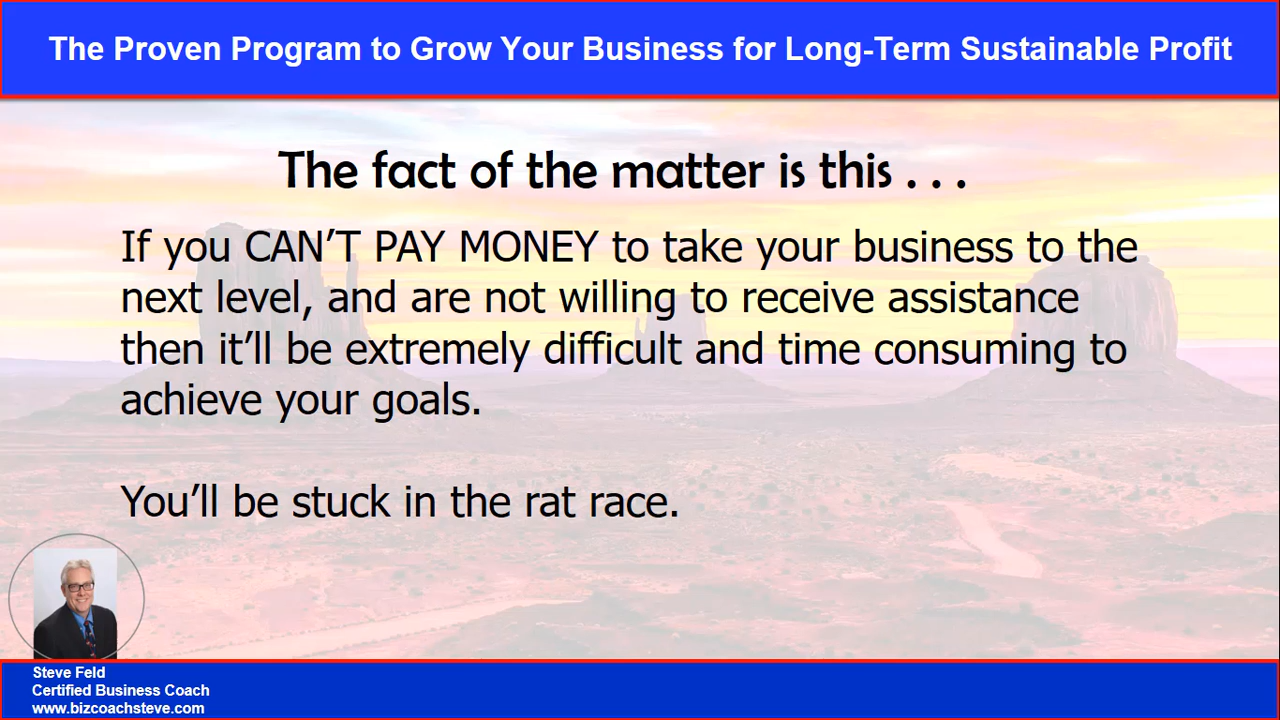 The Proven Program to Grow Your Business for Long-Term Sustainable Profit
The fact of the matter is this . . .
If you CAN’T PAY MONEY to take your business to the
next level, and are not willing to receive assistance
then it’ll be extremely difficult and time consuming to
achieve your goals.
You’ll be stuck in the rat race.
Steve Feld
Certified Business Coach
www.bizcoachsteve.com